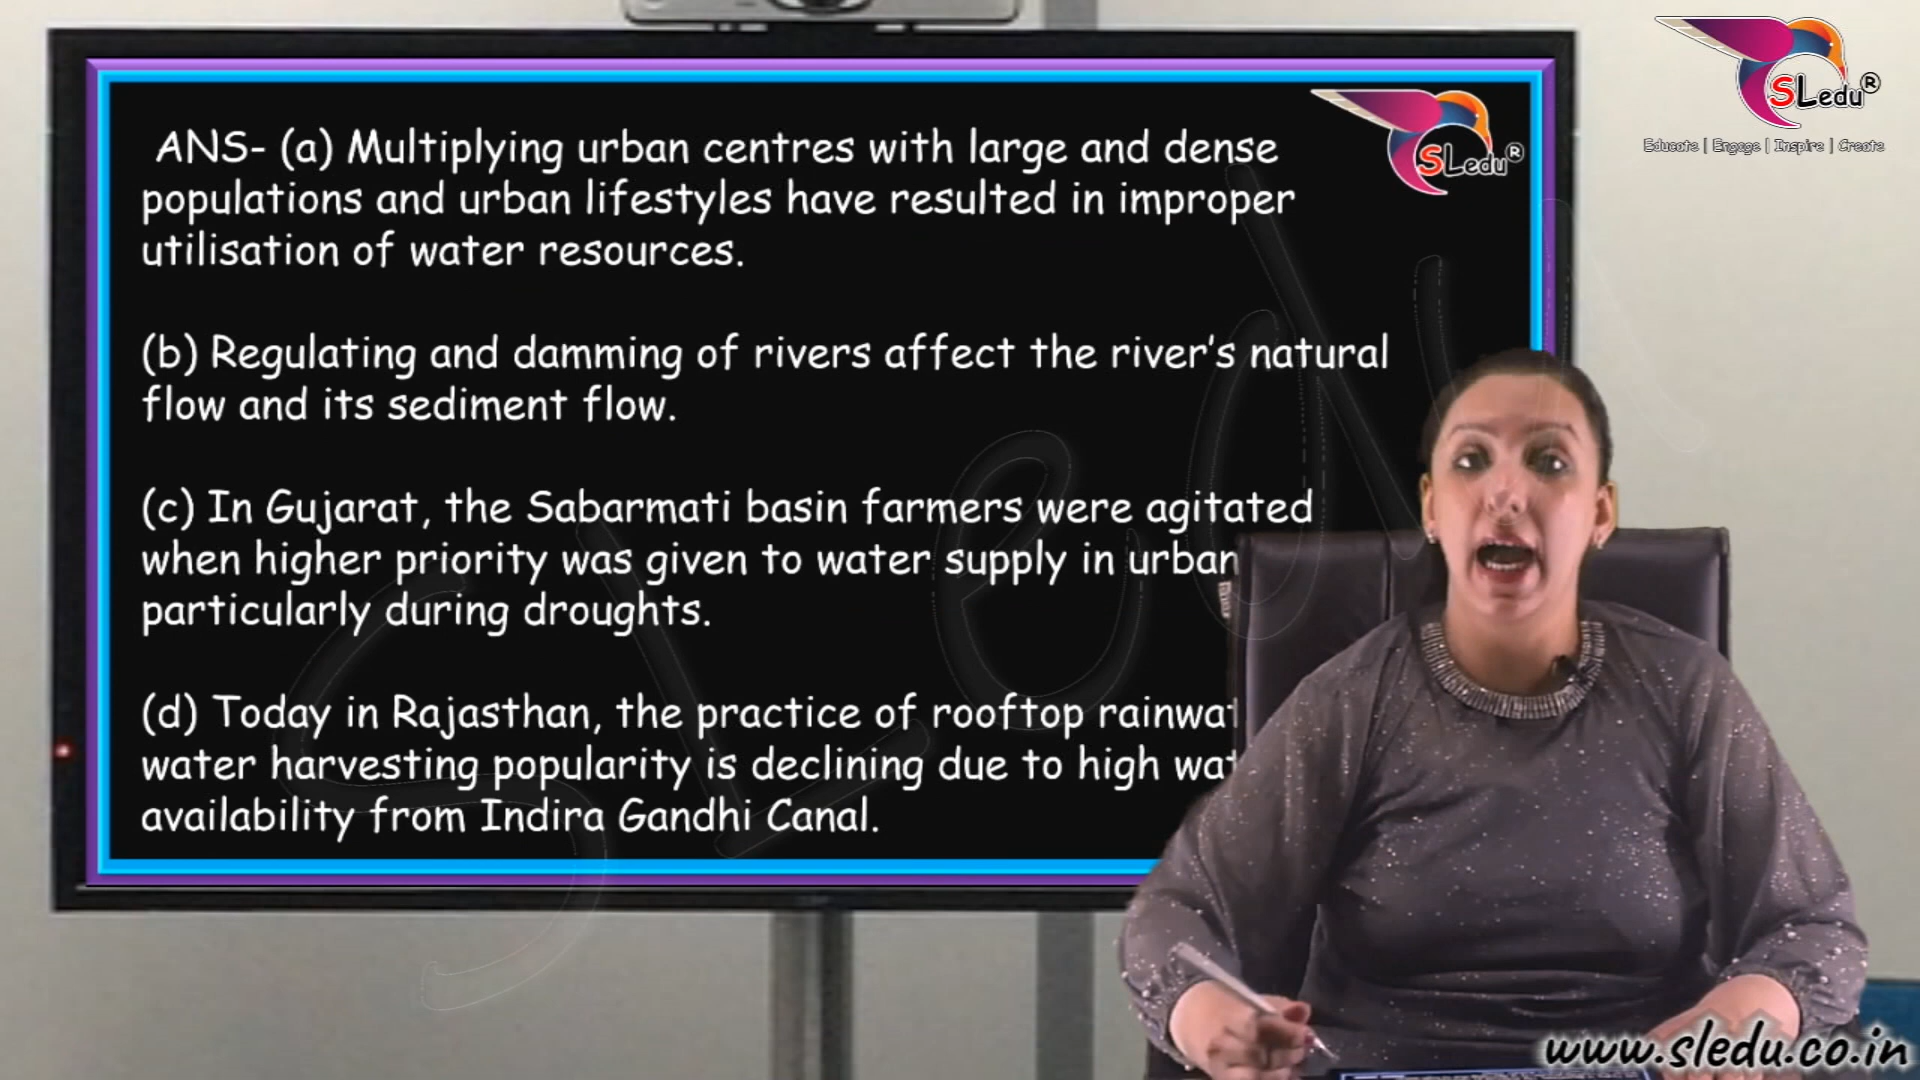 SLedu®
Educate | Engage | Inspire | Create
SLedu®
ANS- (a) Multiplying urban centres with large and dense
populations and urban lifestyles have resulted in improper
utilisation of water resources.
(b) Regulating and damming of rivers affect the river's natural
flow and its sediment flow.
(c) In Gujarat, the Sabarmati basin farmers were agitated
when higher priority was given to water supply in urban
particularly during droughts.
(d) Today in Rajasthan, the practice of rooftop
water harvesting popularity is declining due to high
availability from Indira Gandhi Canal.
SLedu
www.sledu.co.in